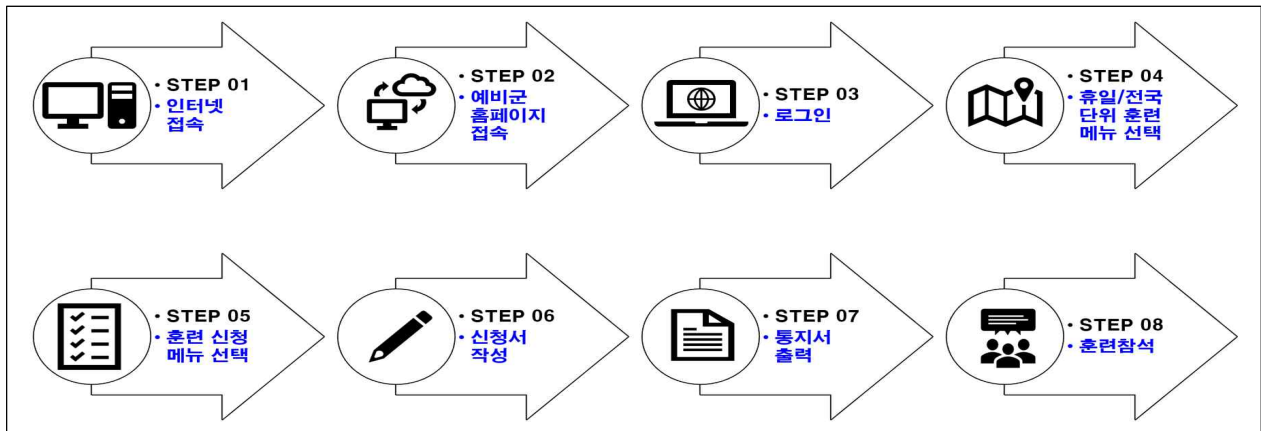 • STEP 01
• 인터넷
접속
• STEP 02
• 예비군
홈페이지
접속
• STEP 03
• 로그인
• STEP 04
• 휴일/전국
단위 훈련
메뉴 선택
• STEP 05
• 훈련 신청
메뉴 선택
• STEP 06
• 신청서
작성
• STEP 07
• 통지서
출력
• STEP 08
• 훈련참석